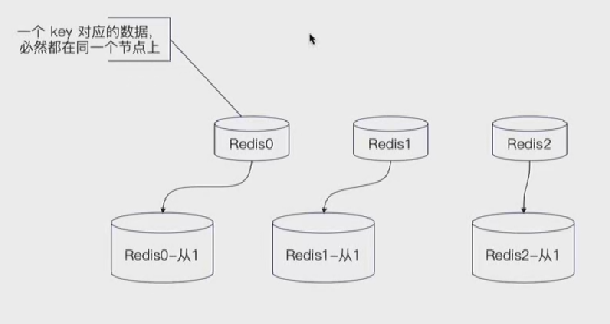 一个 key 对应的数据,
必然都在同一个节点上
Redis0
Redis1
Redis2
Redis0-从1
Redis1-从1
Redis2-从1